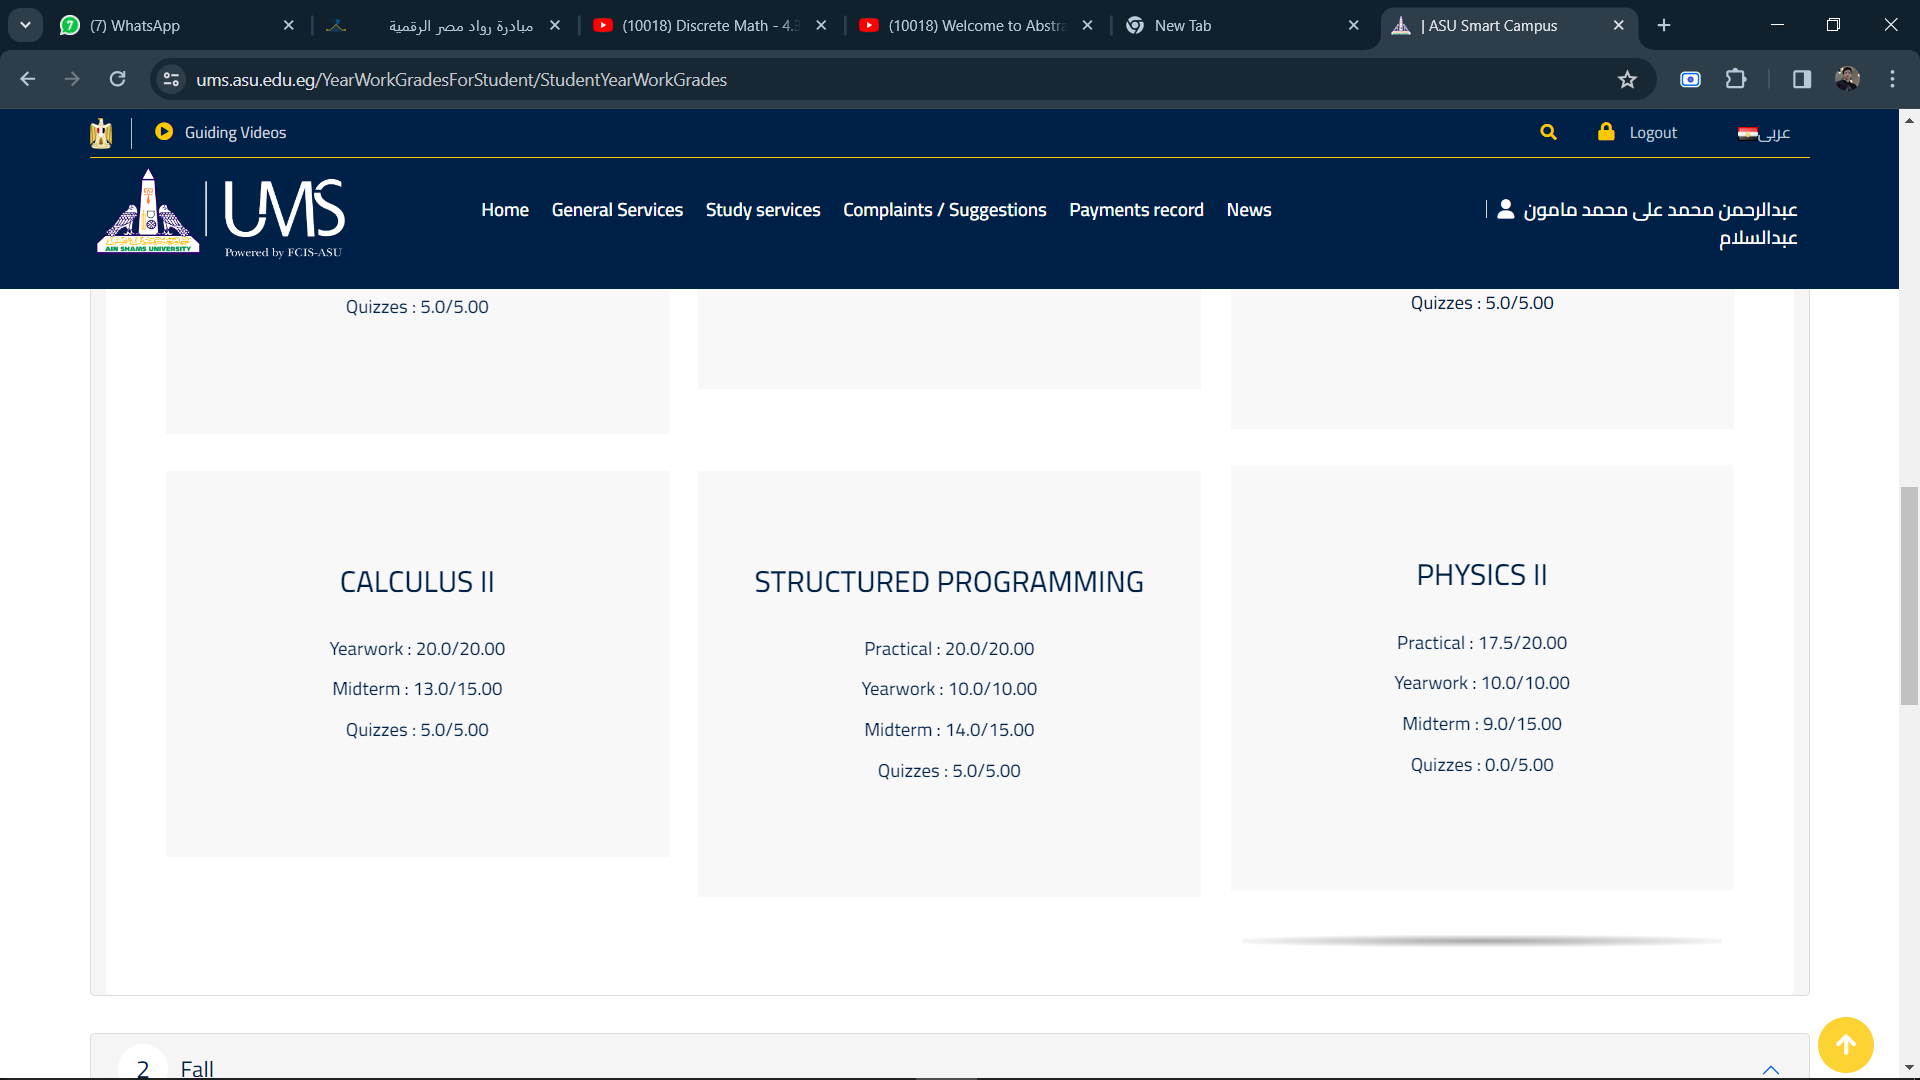 (7) WhatsApp
مبادرة رواد مصر الرقمية
(10018) Discrete Math - 4.3
(10018) Welcome to Abstra
New Tab
| ASU Smart Campus
ums.asu.edu.eg/YearWorkGradesForStudent/StudentYearWorkGrades
Guiding Videos
Logout
عربى
AIN SHAMS UNIVERSITY
UMS
Powered by FCIS-ASU
Home
General Services
Study services
Complaints / Suggestions
Payments record
News
عبدالرحمن محمد على محمد مامون
عبدالسلام
Quizzes : 5.0/5.00
Quizzes : 5.0/5.00
CALCULUS II
Yearwork : 20.0/20.00
Midterm : 13.0/15.00
Quizzes : 5.0/5.00
STRUCTURED PROGRAMMING
Practical : 20.0/20.00
Yearwork : 10.0/10.00
Midterm : 14.0/15.00
Quizzes : 5.0/5.00
PHYSICS II
Practical : 17.5/20.00
Yearwork : 10.0/10.00
Midterm : 9.0/15.00
Quizzes : 0.0/5.00
2 Fall